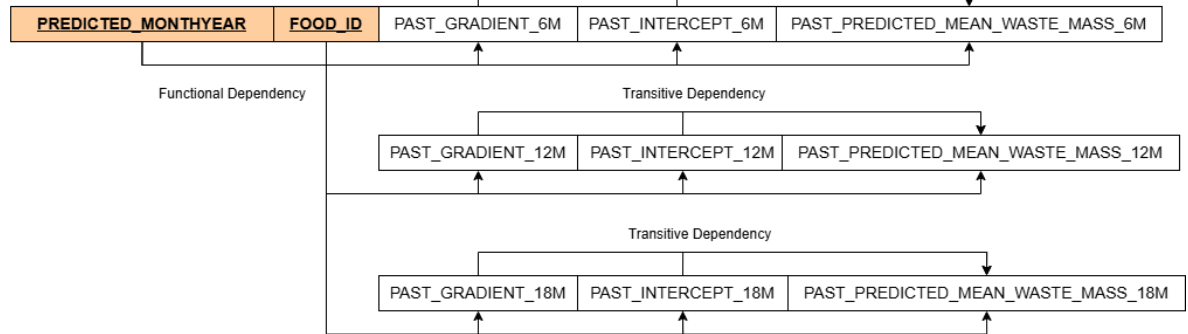 PREDICTED_MONTHYEAR FOOD_ID PAST_GRADIENT_6M PAST_INTERCEPT_6M PAST_PREDICTED_MEAN_WASTE_MASS_6M
Functional Dependency Transitive Dependency
PAST_GRADIENT_12M PAST_INTERCEPT_12M PAST_PREDICTED_MEAN_WASTE_MASS_12M
Transitive Dependency
PAST_GRADIENT_18M PAST_INTERCEPT_18M PAST_PREDICTED_MEAN_WASTE_MASS_18M